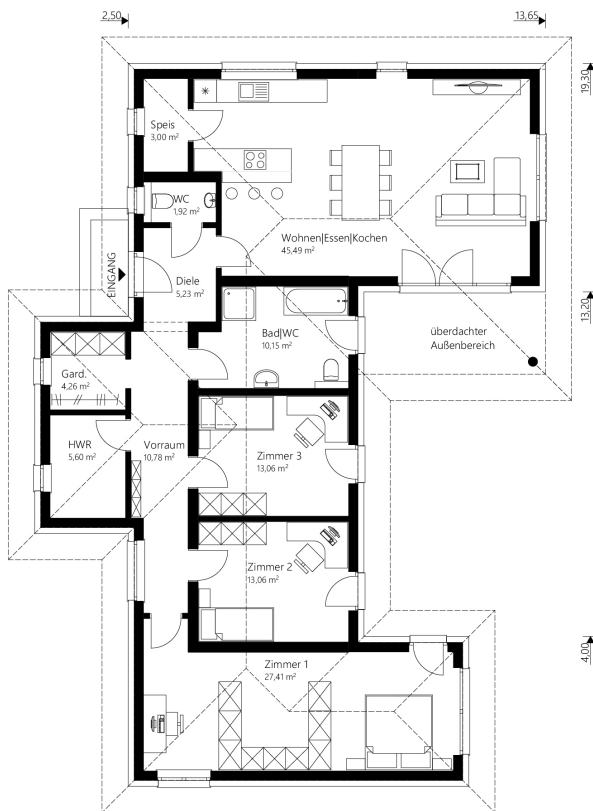 2,50
13,65
19,30
Speis
3,00 m²
WC
1,92 m²
Wohnen|Essen|Kochen
45,49 m²
EINGANG
Diele
5,23 m²
13,20
Bad|WC
10,15 m²
überdachter
Außenbereich
Gard.
4,26 m²
HWR
5,60 m²
Vorraum
10,78 m²
Zimmer 3
13,06 m²
Zimmer 2
13,06 m²
4,00
Zimmer 1
27,41 m²